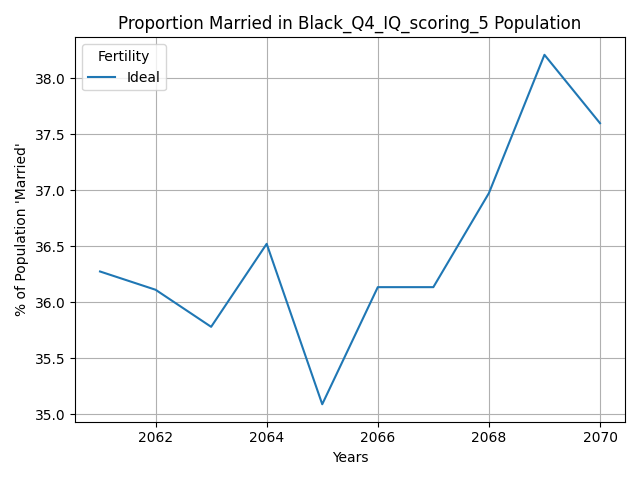 Proportion Married in Black_Q4_IQ_scoring_5 Population
Fertility
Ideal
% of Population 'Married'
38.0
37.5
37.0
36.5
36.0
35.5
35.0
2062 2064 2066 2068 2070
Years